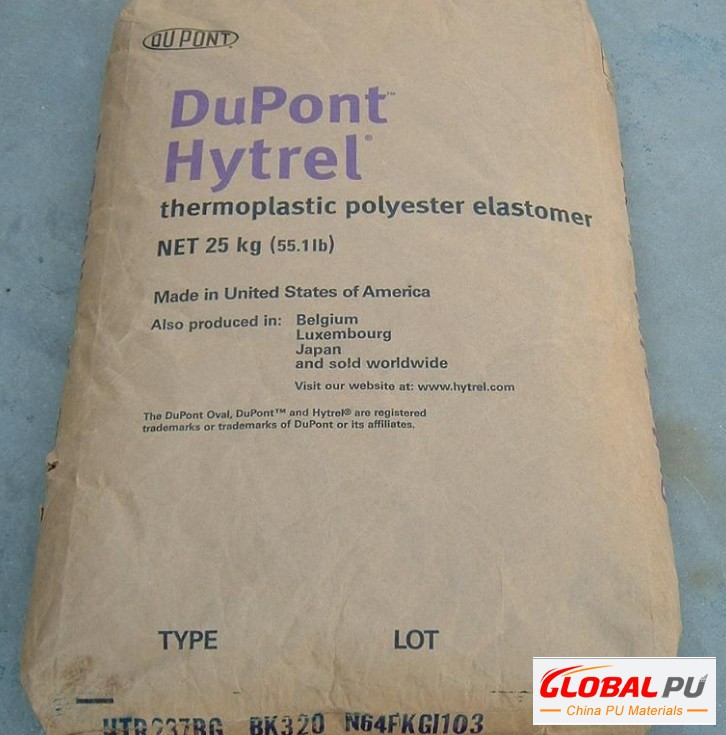 DU PONT
DuPont™
Hytrel®
thermoplastic polyester elastomer
NET 25 kg (55.1lb)
Made in United States of America
Also produced in: Belgium
Luxembourg
Japan
and sold worldwide
Visit our website at: www.hytrel.com
The DuPont Oval, DuPont™ and Hytrel® are registered
trademarks or trademarks of DuPont or its affiliates.
TYPE LOT
BK320
GLOBAL PU
China PU Materials